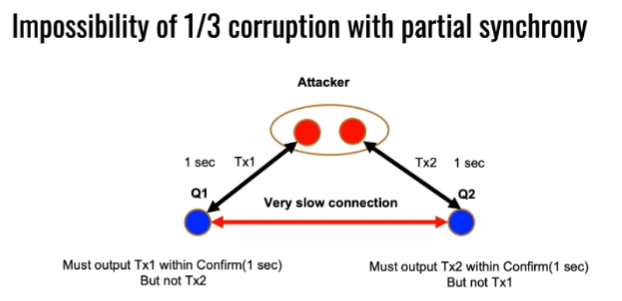 Impossibility of 1/3 corruption with partial synchrony
Attacker
1 sec Tx1
Tx2 1 sec
Q1
Q2
Very slow connection
Must output Tx1 within Confirm(1 sec)
But not Tx2
Must output Tx2 within Confirm(1 sec)
But not Tx1